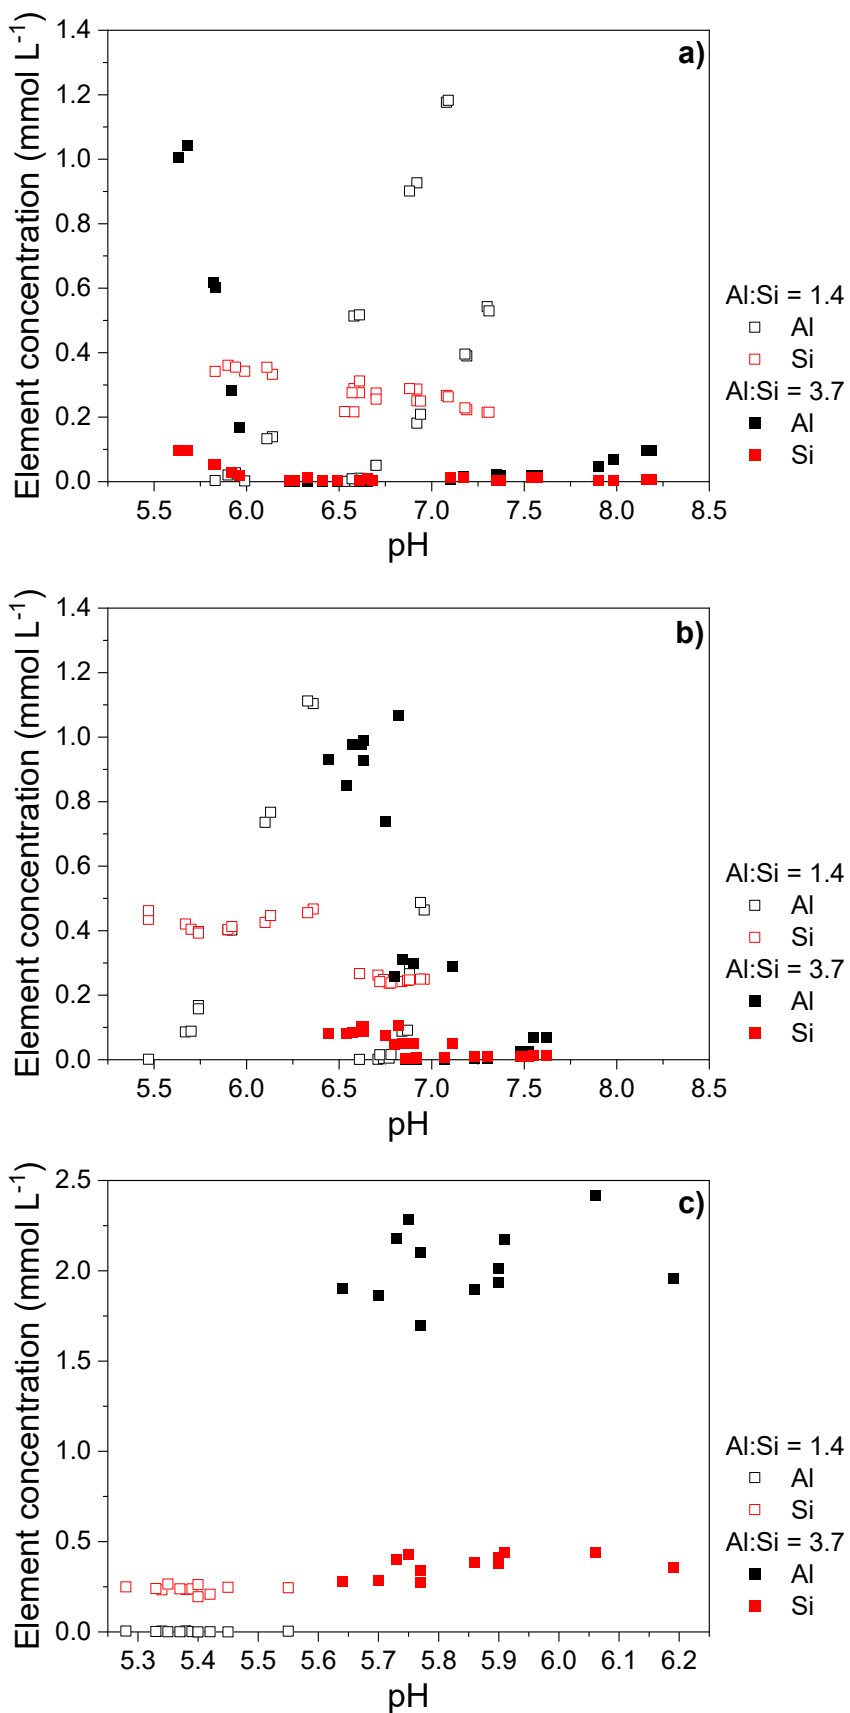 a)
Element concentration (mmol L⁻¹)
1.4
1.2
1.0
0.8
0.6
0.4
0.2
0.0
5.5 6.0 6.5 7.0 7.5 8.0 8.5
pH
Al:Si = 1.4
Al
Si
Al:Si = 3.7
Al
Si
b)
Element concentration (mmol L⁻¹)
1.4
1.2
1.0
0.8
0.6
0.4
0.2
0.0
5.5 6.0 6.5 7.0 7.5 8.0 8.5
pH
Al:Si = 1.4
Al
Si
Al:Si = 3.7
Al
Si
c)
Element concentration (mmol L⁻¹)
2.5
2.0
1.5
1.0
0.5
0.0
5.3 5.4 5.5 5.6 5.7 5.8 5.9 6.0 6.1 6.2
pH
Al:Si = 1.4
Al
Si
Al:Si = 3.7
Al
Si